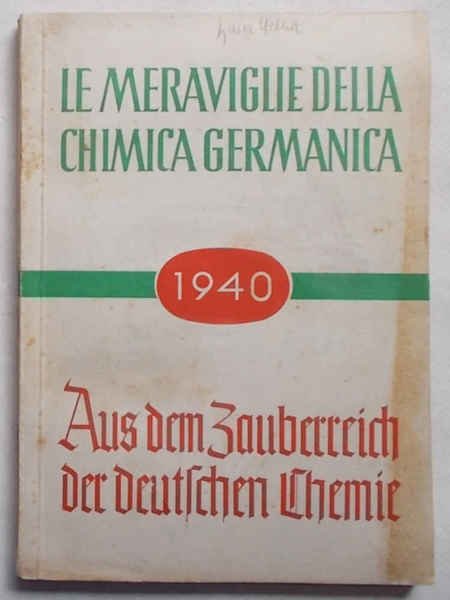 LE MERAVIGLIE DELLA
CHIMICA GERMANICA
1940
Aus dem Zauberreich
der deutſchen Chemie